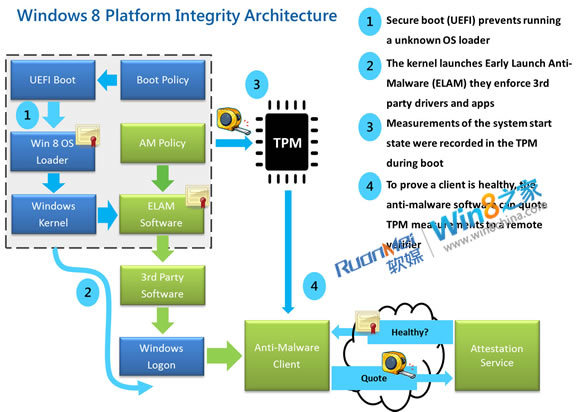 Windows 8 Platform Integrity Architecture
UEFI Boot
Boot Policy
1
Win 8 OS
Loader
AM Policy
Windows
Kernel
ELAM
Software
2
3rd Party
Software
Windows
Logon
3
TPM
4
Anti-Malware
Client
Healthy?
Quote
Attestation
Service
1
Secure boot (UEFI) prevents running
a unknown OS loader
2
The kernel launches Early Launch Anti-
Malware (ELAM) they enforce 3rd
party drivers and apps
3
Measurements of the system start
state were recorded in the TPM
during boot
4
To prove a client is healthy, the
anti-malware software can quote
TPM measurements to a remote
verifier
RuanMei
软媒
Win8之家
www.win8china.com